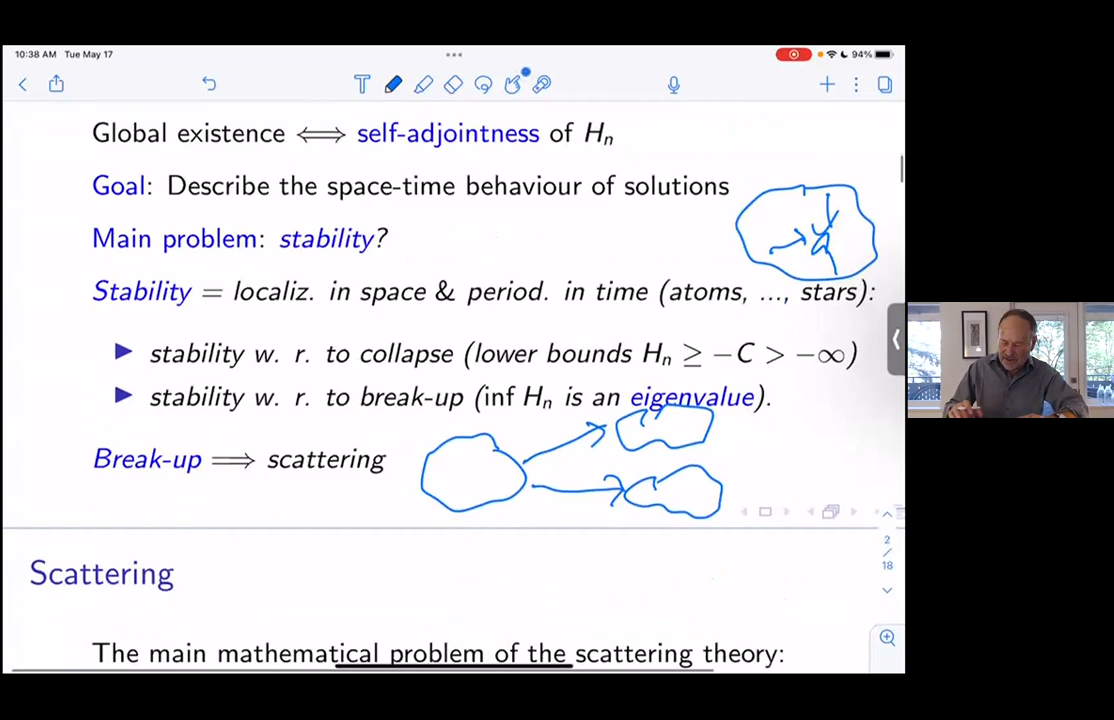 10:38 AM Tue May 17
94%
Global existence ⟺ self-adjointness of Hₙ
Goal: Describe the space-time behaviour of solutions
Main problem: stability?
Stability = localiz. in space & period. in time (atoms, ..., stars):
▶ stability w. r. to collapse (lower bounds Hₙ ≥ −C > −∞)
▶ stability w. r. to break-up (inf Hₙ is an eigenvalue).
Break-up ⟹ scattering
2
/
18
Scattering
The main mathematical problem of the scattering theory: